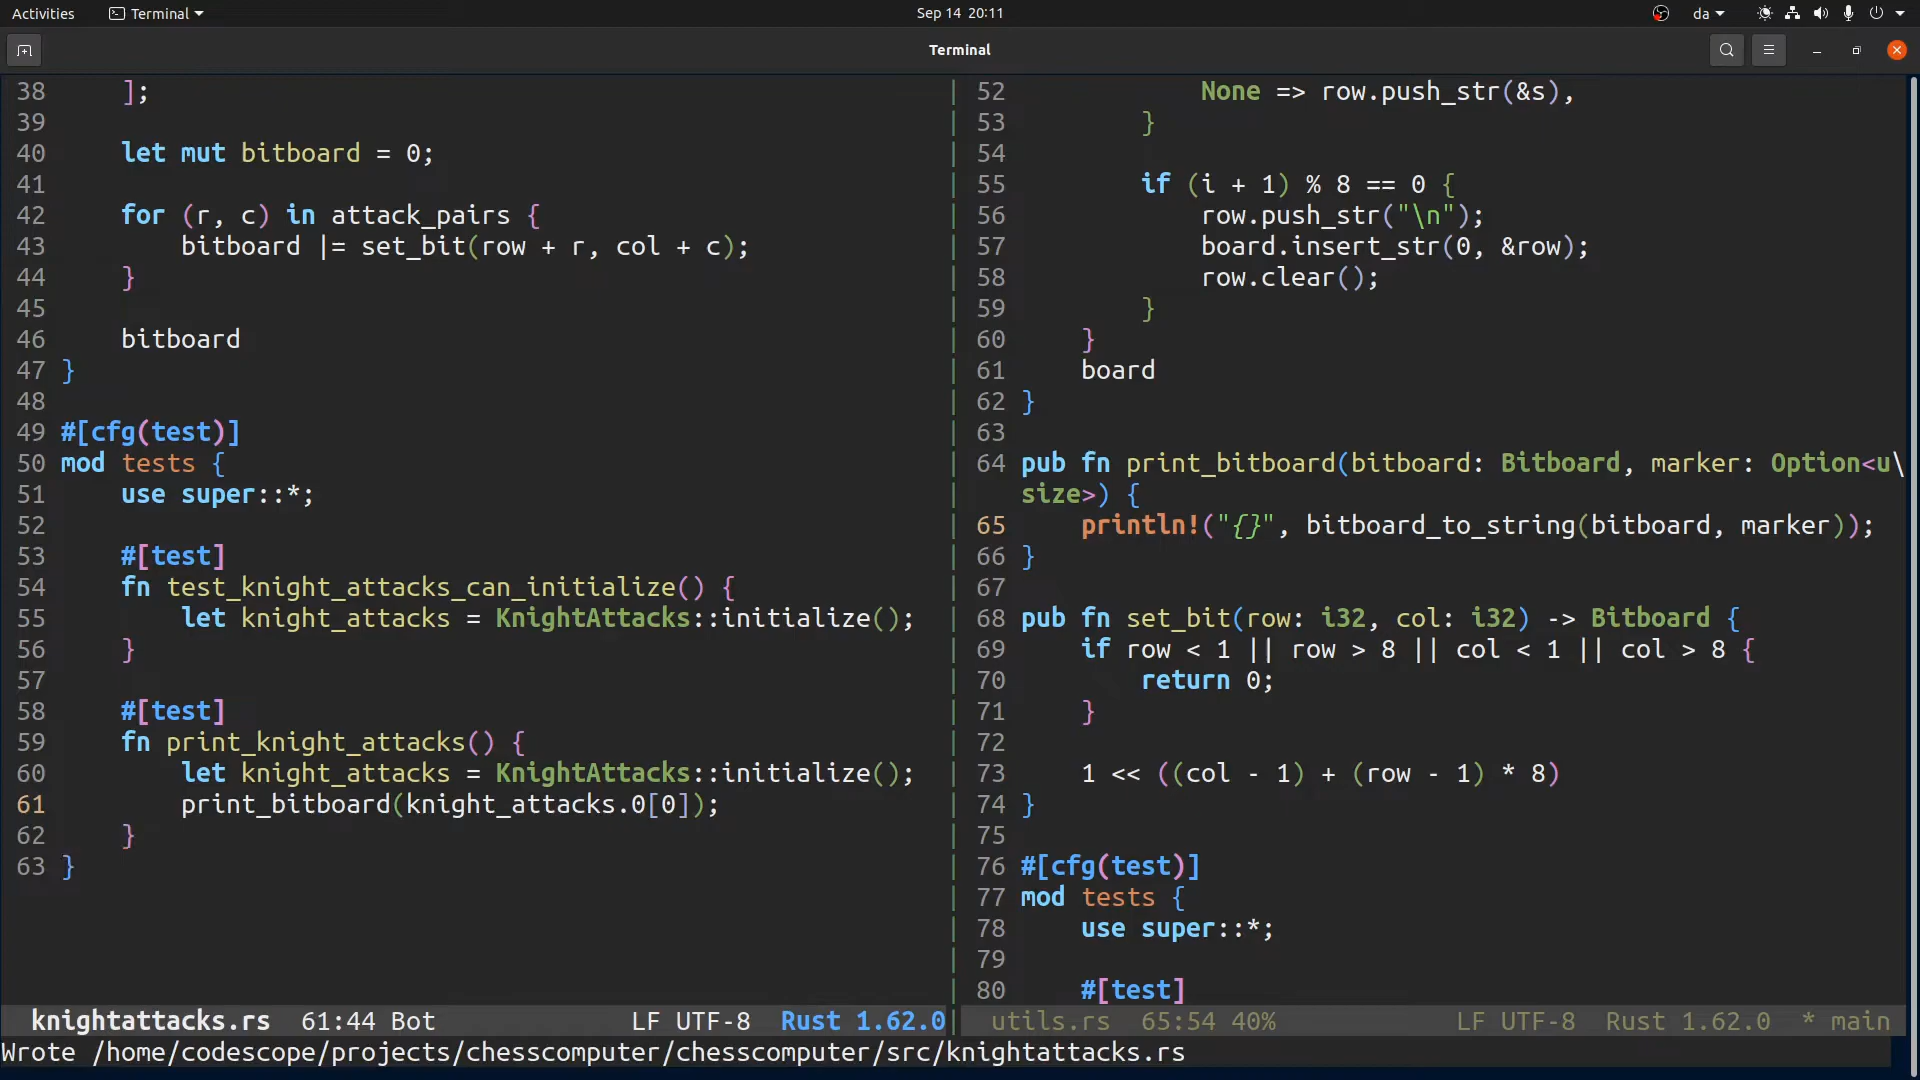 Activities Terminal Sep 14 20:11 da
Terminal
38     ];
39
40     let mut bitboard = 0;
41
42     for (r, c) in attack_pairs {
43         bitboard |= set_bit(row + r, col + c);
44     }
45
46     bitboard
47 }
48
49 #[cfg(test)]
50 mod tests {
51     use super::*;
52
53     #[test]
54     fn test_knight_attacks_can_initialize() {
55         let knight_attacks = KnightAttacks::initialize();
56     }
57
58     #[test]
59     fn print_knight_attacks() {
60         let knight_attacks = KnightAttacks::initialize();
61         print_bitboard(knight_attacks.0[0]);
62     }
63 }
knightattacks.rs 61:44 Bot LF UTF-8 Rust 1.62.0
52             None => row.push_str(&s),
53         }
54
55         if (i + 1) % 8 == 0 {
56             row.push_str("\n");
57             board.insert_str(0, &row);
58             row.clear();
59         }
60     }
61     board
62 }
63
64 pub fn print_bitboard(bitboard: Bitboard, marker: Option<u\
size>) {
65     println!("{}", bitboard_to_string(bitboard, marker));
66 }
67
68 pub fn set_bit(row: i32, col: i32) -> Bitboard {
69     if row < 1 || row > 8 || col < 1 || col > 8 {
70         return 0;
71     }
72
73     1 << ((col - 1) + (row - 1) * 8)
74 }
75
76 #[cfg(test)]
77 mod tests {
78     use super::*;
79
80     #[test]
utils.rs 65:54 40% LF UTF-8 Rust 1.62.0 * main
Wrote /home/codescope/projects/chesscomputer/chesscomputer/src/knightattacks.rs